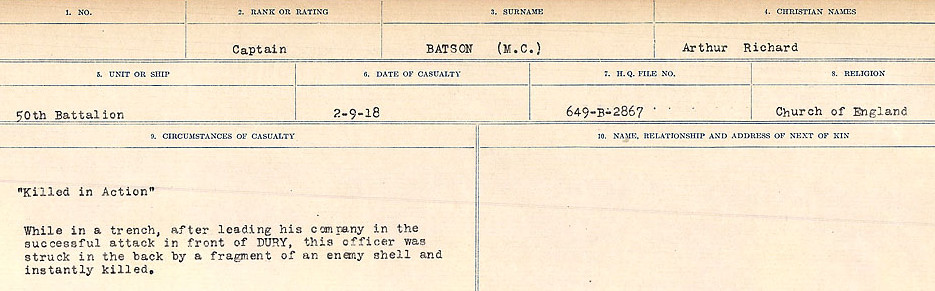 1. NO. 2. RANK OR RATING 3. SURNAME 4. CHRISTIAN NAMES
Captain BATSON (M.C.) Arthur Richard
5. UNIT OR SHIP 6. DATE OF CASUALTY 7. H.Q. FILE NO. 8. RELIGION
50th Battalion 2-9-18 649-B-2867 Church of England
9. CIRCUMSTANCES OF CASUALTY 10. NAME, RELATIONSHIP AND ADDRESS OF NEXT OF KIN
"Killed in Action"
While in a trench, after leading his company in the
successful attack in front of DURY, this officer was
struck in the back by a fragment of an enemy shell and
instantly killed.